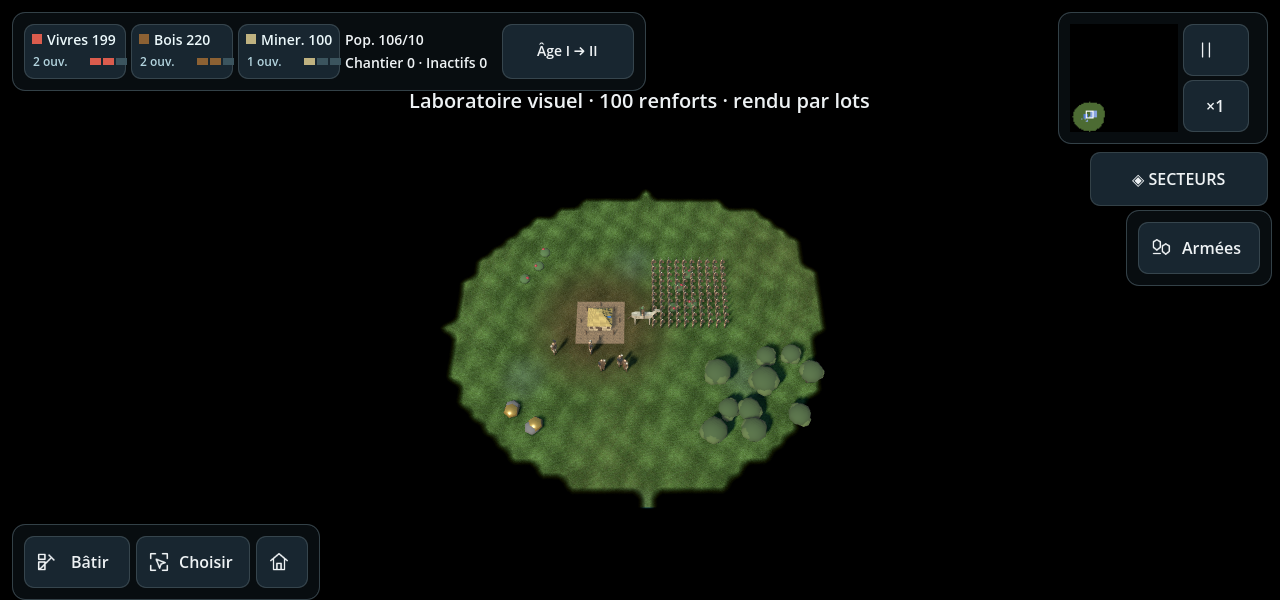 Vivres 199
2 ouv.
Bois 220
2 ouv.
Miner. 100
1 ouv.
Pop. 106/10
Chantier 0 · Inactifs 0
Âge I → II
Laboratoire visuel · 100 renforts · rendu par lots
×1
◈ SECTEURS
Armées
Bâtir
Choisir